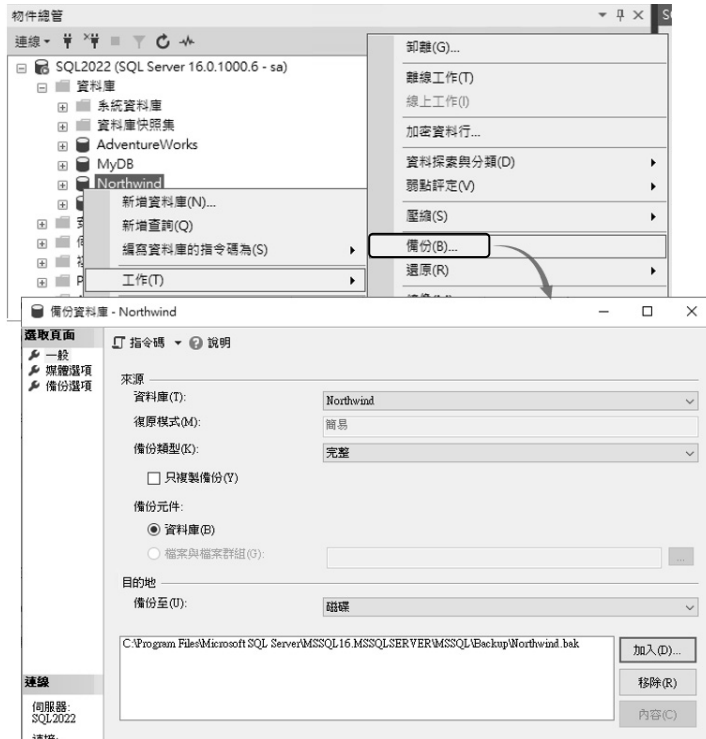 物件總管
連線
SQL2022 (SQL Server 16.0.1000.6 - sa)
資料庫
系統資料庫
資料庫快照集
AdventureWorks
MyDB
Northwind
新增資料庫(N)...
新增查詢(Q)
編寫資料庫的指令碼為(S)
工作(T)
卸離(G)...
離線工作(T)
線上工作(I)
加密資料行...
資料探索與分類(D)
弱點評定(V)
壓縮(S)
備份(B)...
還原(R)
備份資料庫 - Northwind
選取頁面
一般
媒體選項
備份選項
指令碼 說明
來源
資料庫(T): Northwind
復原模式(M): 簡易
備份類型(K): 完整
只複製備份(Y)
備份元件:
資料庫(B)
檔案與檔案群組(G): ...
目的地
備份至(U): 磁碟
C:\Program Files\Microsoft SQL Server\MSSQL16.MSSQLSERVER\MSSQL\Backup\Northwind.bak
加入(D)...
移除(R)
內容(C)
連線
伺服器:
SQL2022